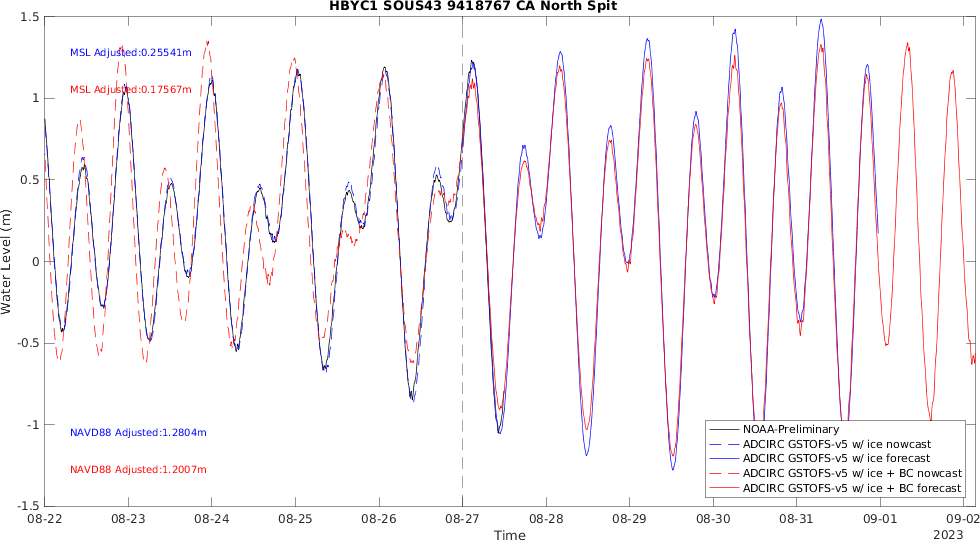 HBYC1 SOUS43 9418767 CA North Spit
1.5
1
0.5
0
-0.5
-1
-1.5
Water Level (m)
MSL Adjusted:0.25541m
MSL Adjusted:0.17567m
NAVD88 Adjusted:1.2804m
NAVD88 Adjusted:1.2007m
NOAA-Preliminary
ADCIRC GSTOFS-v5 w/ ice nowcast
ADCIRC GSTOFS-v5 w/ ice forecast
ADCIRC GSTOFS-v5 w/ ice + BC nowcast
ADCIRC GSTOFS-v5 w/ ice + BC forecast
08-22 08-23 08-24 08-25 08-26 08-27 08-28 08-29 08-30 08-31 09-01 09-02
Time
2023